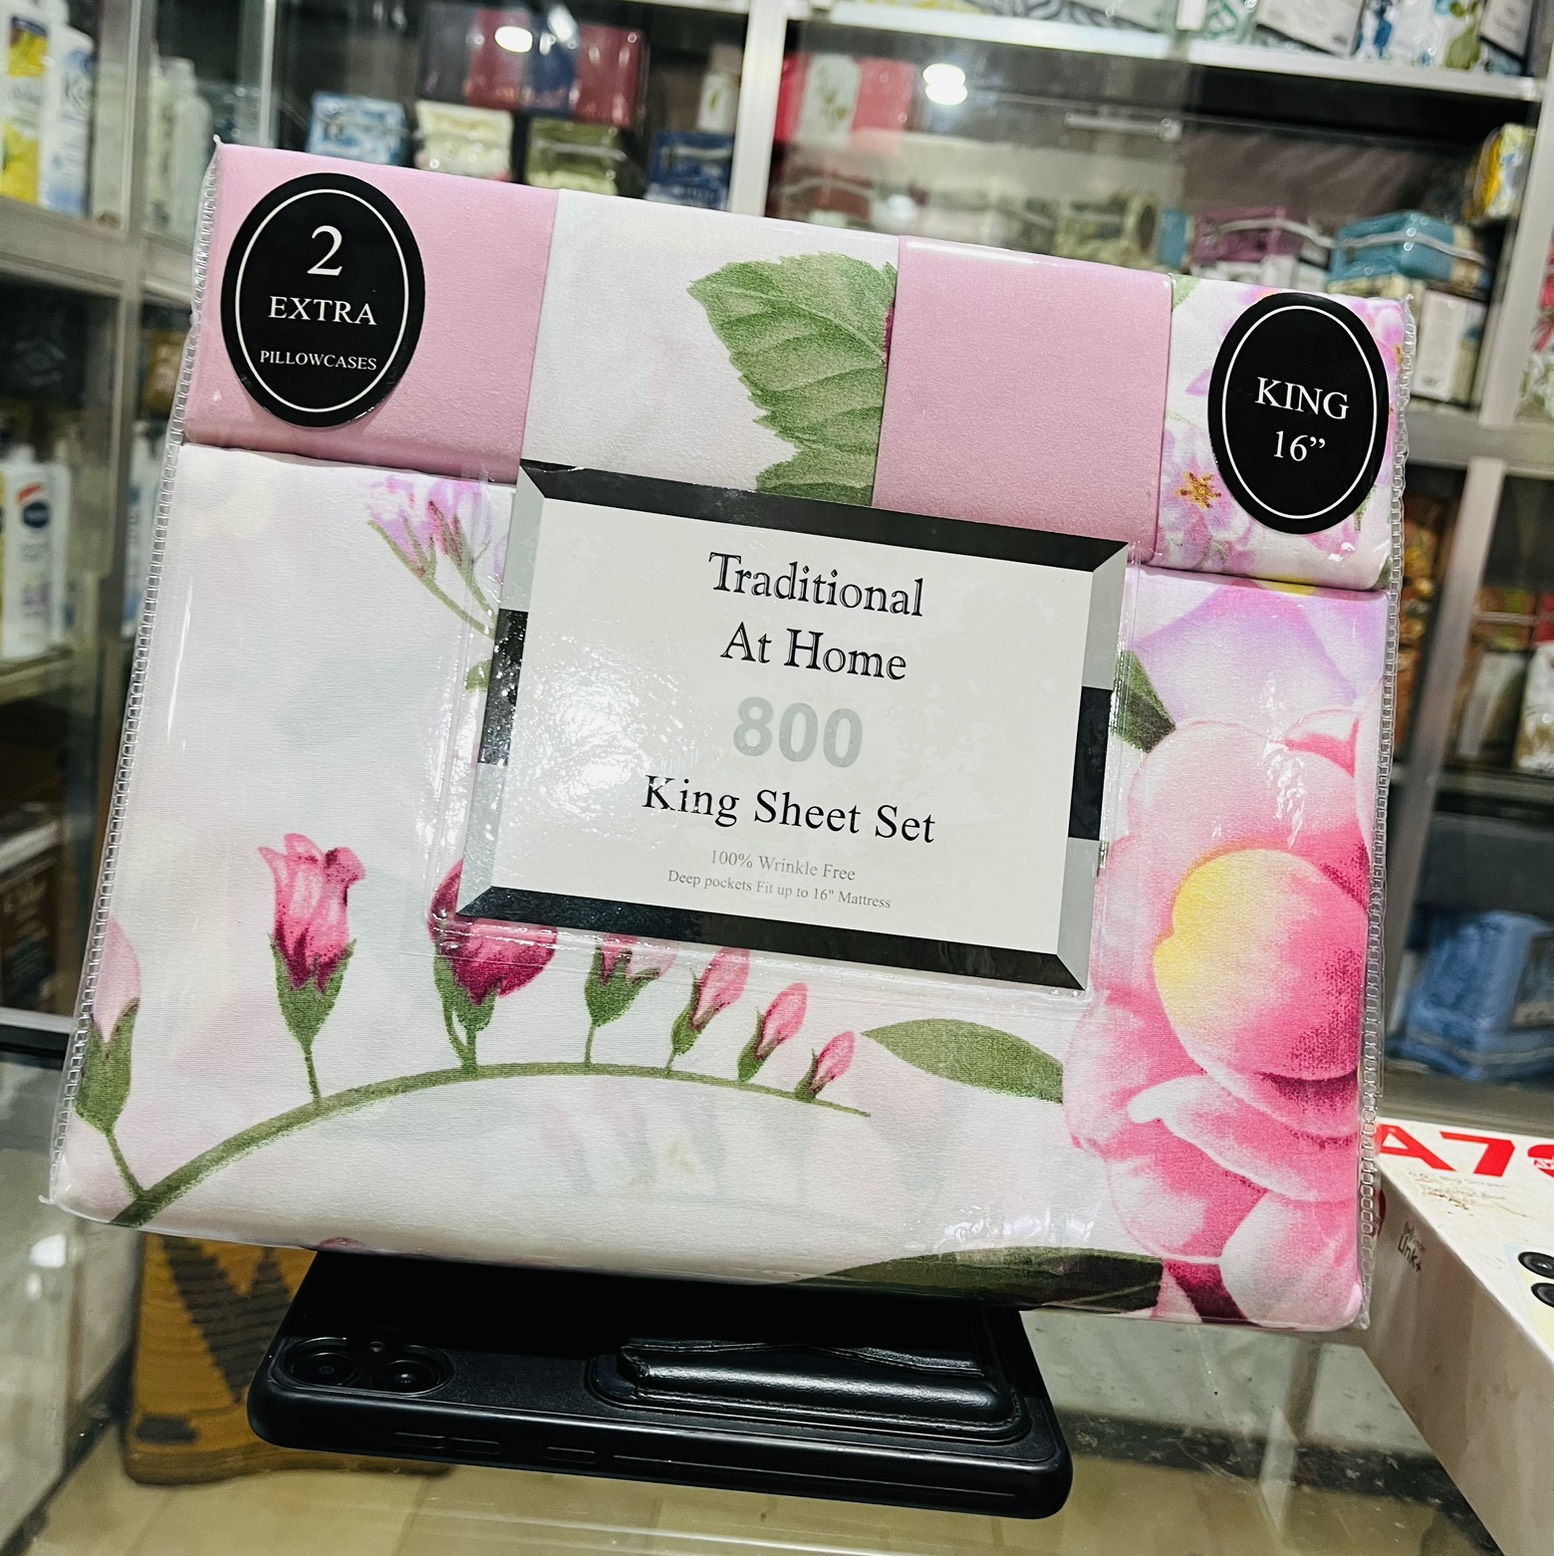 2
EXTRA
PILLOWCASES
KING
16”
Traditional
At Home
800
King Sheet Set
100% Wrinkle Free
Deep pockets Fit up to 16" Mattress
A7